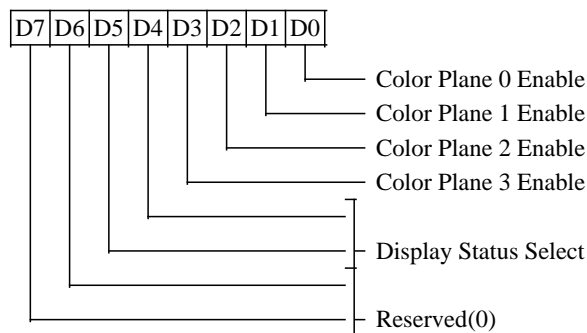 D7 D6 D5 D4 D3 D2 D1 D0
Color Plane 0 Enable
Color Plane 1 Enable
Color Plane 2 Enable
Color Plane 3 Enable
Display Status Select
Reserved(0)